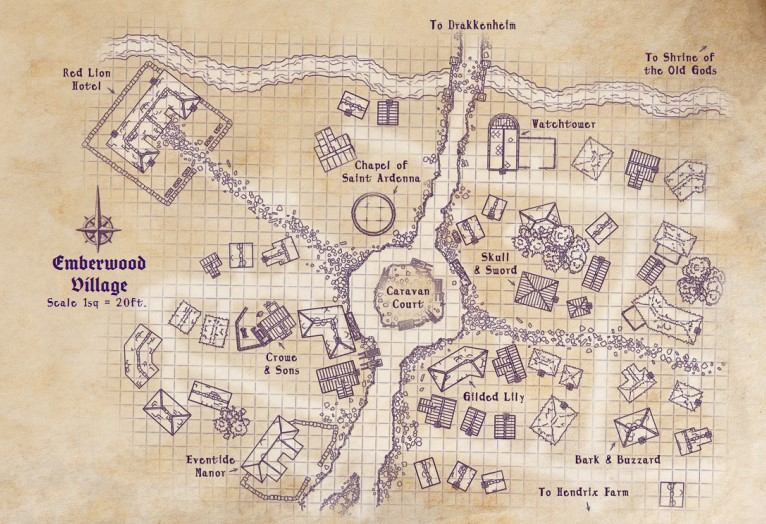 To Drakkenheim
To Shrine of
the Old Gods
Red Lion
Hotel
Watchtower
Chapel of
Saint Ardenna
Emberwood
Village
Scale 1sq = 20ft.
Skull
& Sword
Caravan
Court
Crowe
& Sons
Gilded Lily
Eventide
Manor
Bark & Buzzard
To Hendrix Farm